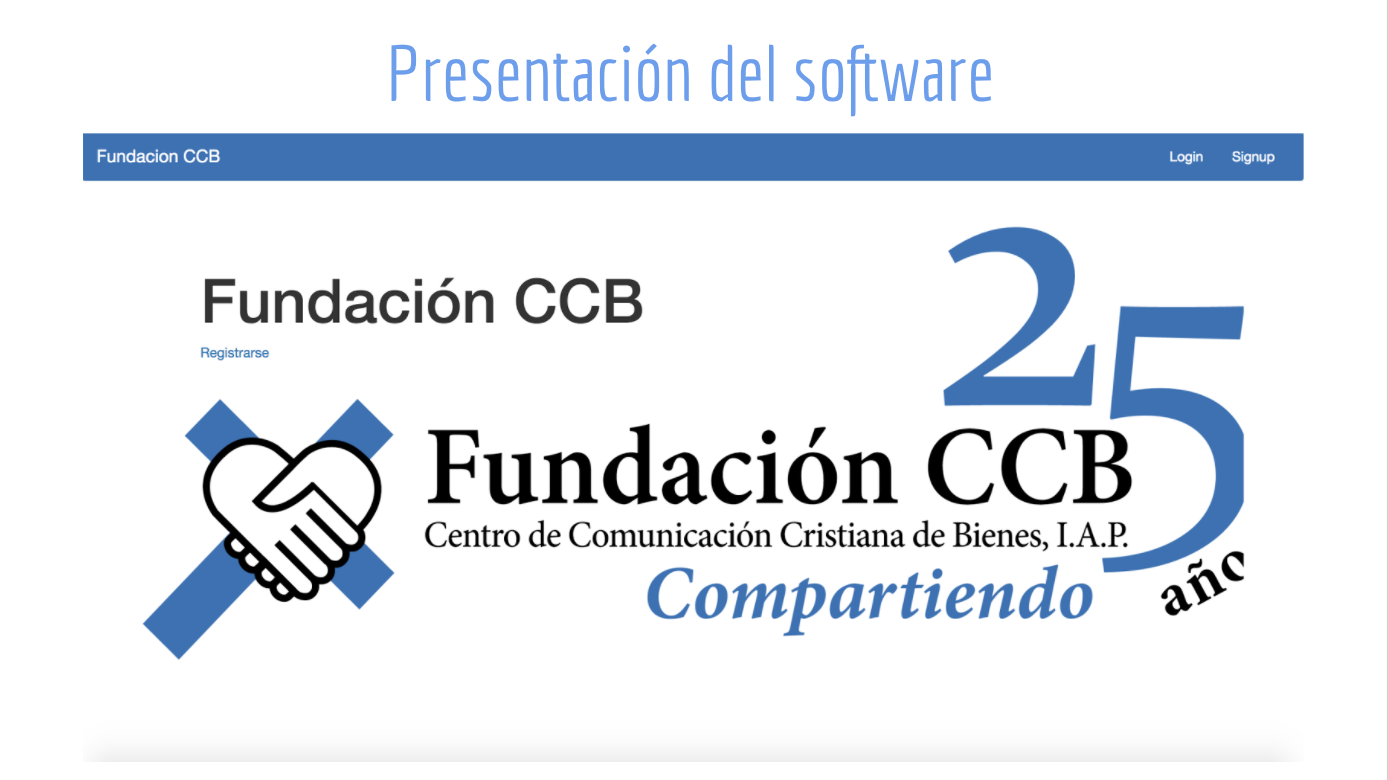 Presentación del software
Fundacion CCB
Login
Signup
Fundación CCB
Registrarse
25
Fundación CCB
Centro de Comunicación Cristiana de Bienes, I.A.P.
Compartiendo
año